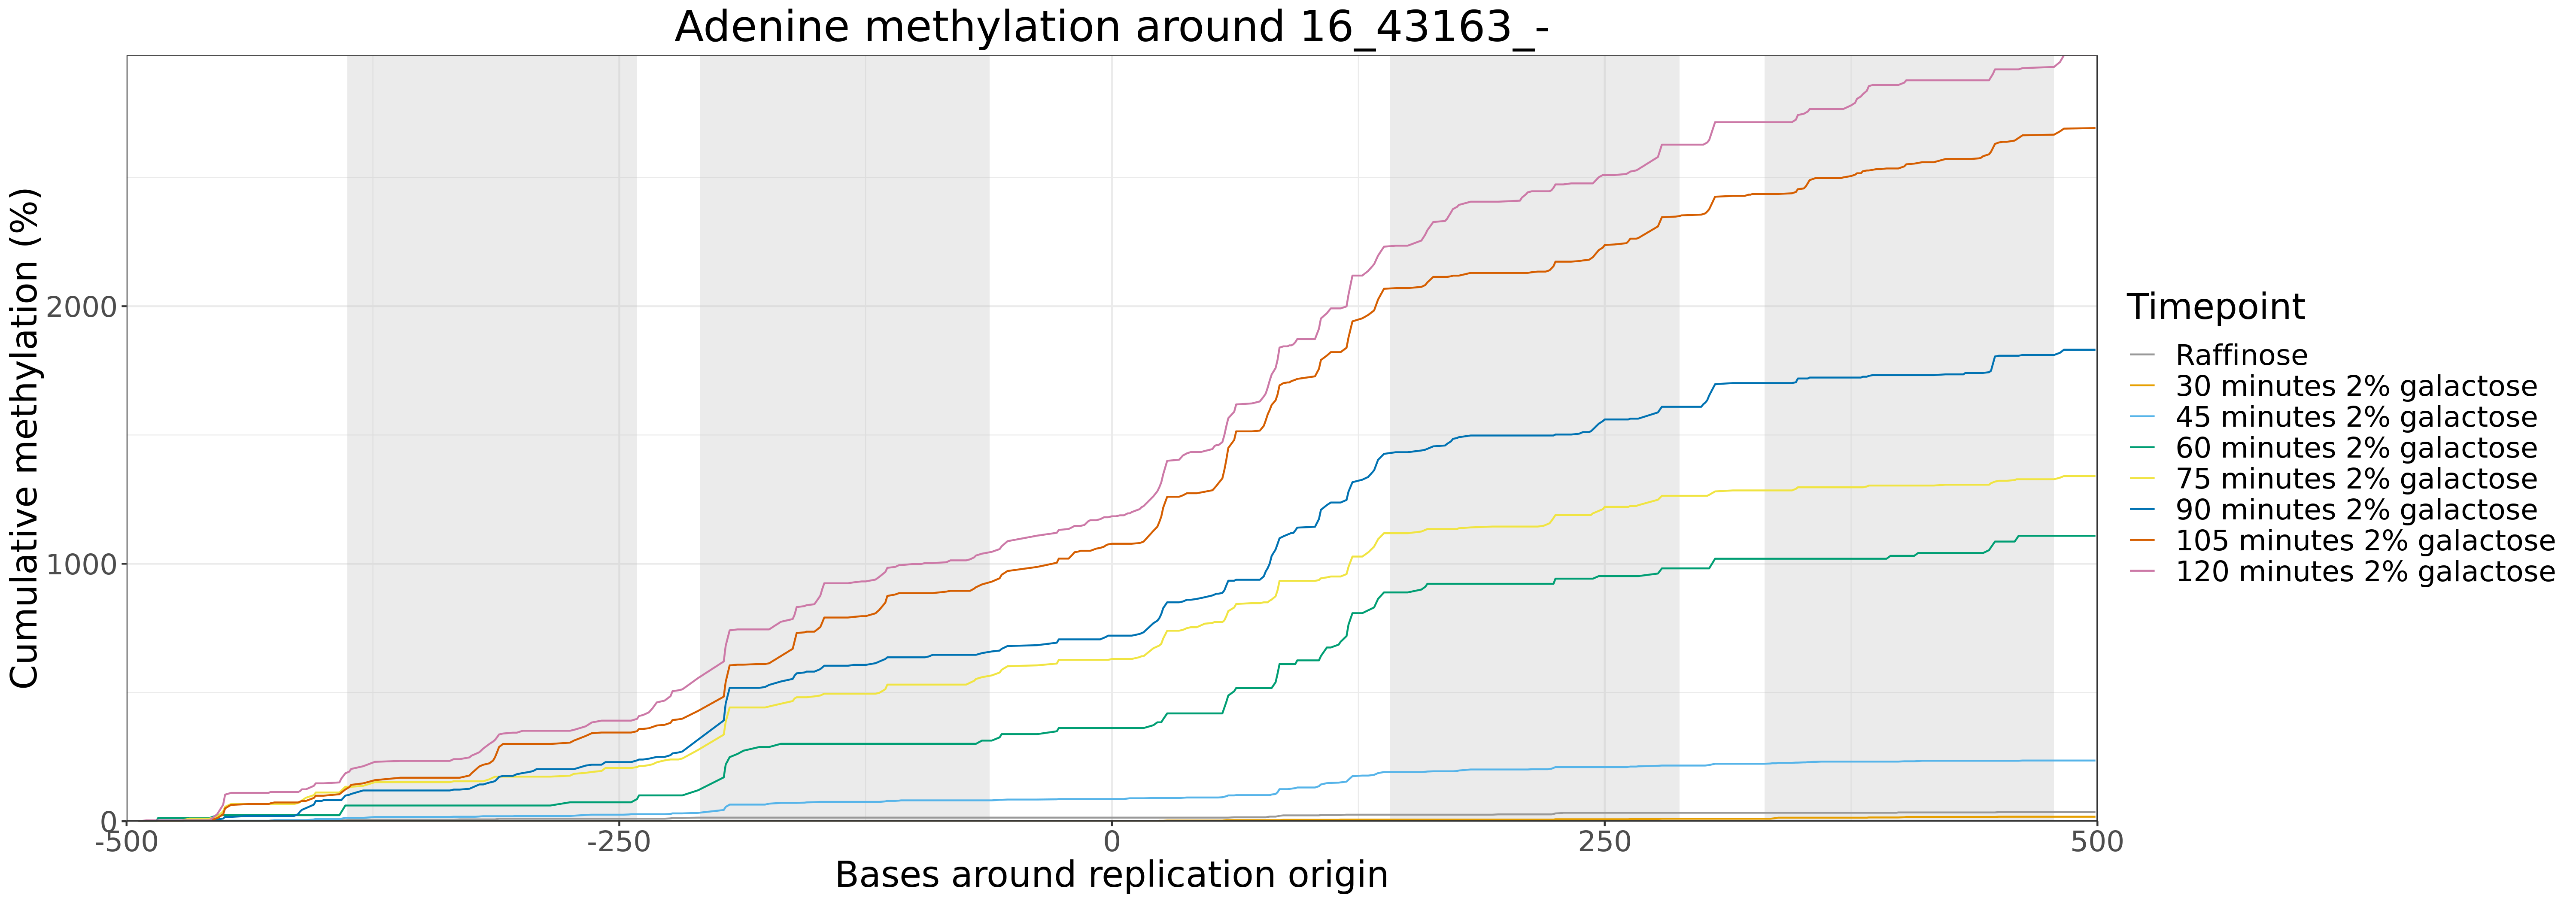 Adenine methylation around 16_43163_-
Cumulative methylation (%)
2000
1000
0
-500
-250
0
250
500
Bases around replication origin
Timepoint
Raffinose
30 minutes 2% galactose
45 minutes 2% galactose
60 minutes 2% galactose
75 minutes 2% galactose
90 minutes 2% galactose
105 minutes 2% galactose
120 minutes 2% galactose